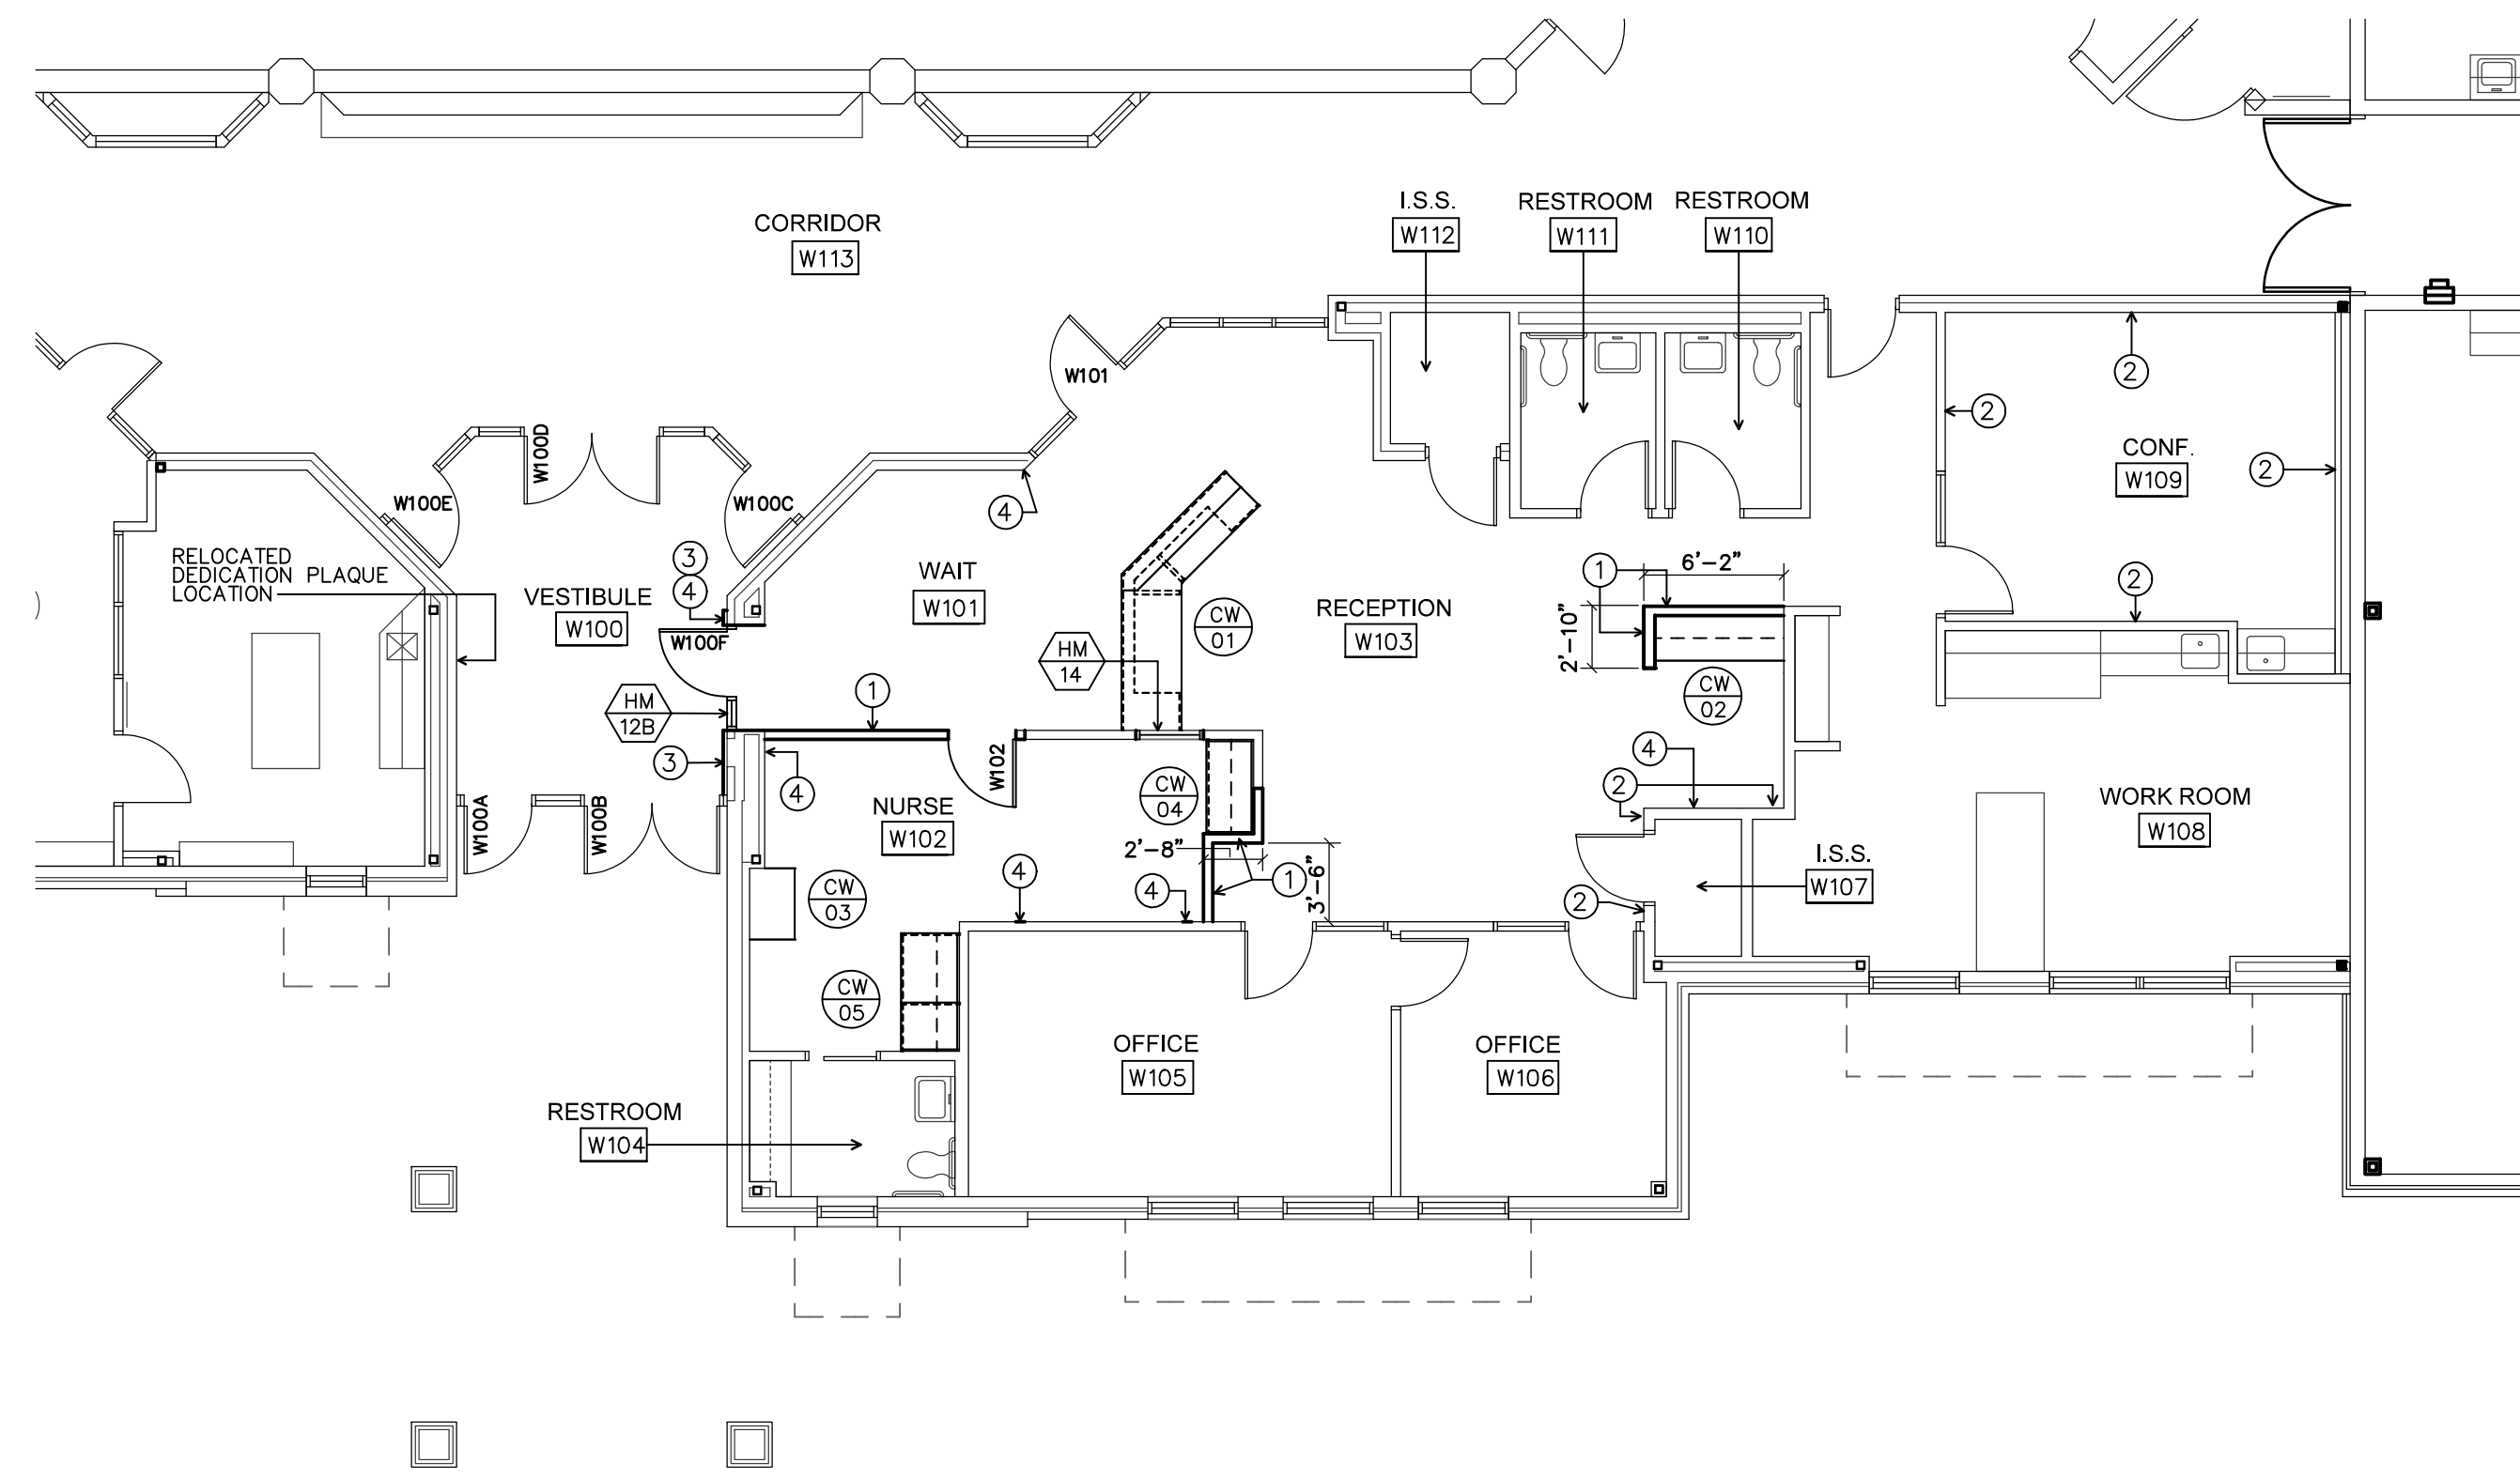 I.S.S.
W112
RESTROOM
W111
RESTROOM
W110
CORRIDOR
W113
W101
2
2
CONF.
W109
2
W100D
W100E
W100C
4
RELOCATED
DEDICATION PLAQUE
LOCATION
VESTIBULE
W100
3
4
W100F
WAIT
W101
CW
01
RECEPTION
W103
1
6'-2"
2'-10"
2
HM
14
HM
12B
1
CW
02
3
4
W102
CW
04
4
2
NURSE
W102
W100A
W100B
WORK ROOM
W108
2'-8"
3'-6"
1
4
4
CW
03
I.S.S.
W107
2
CW
05
OFFICE
W105
OFFICE
W106
RESTROOM
W104